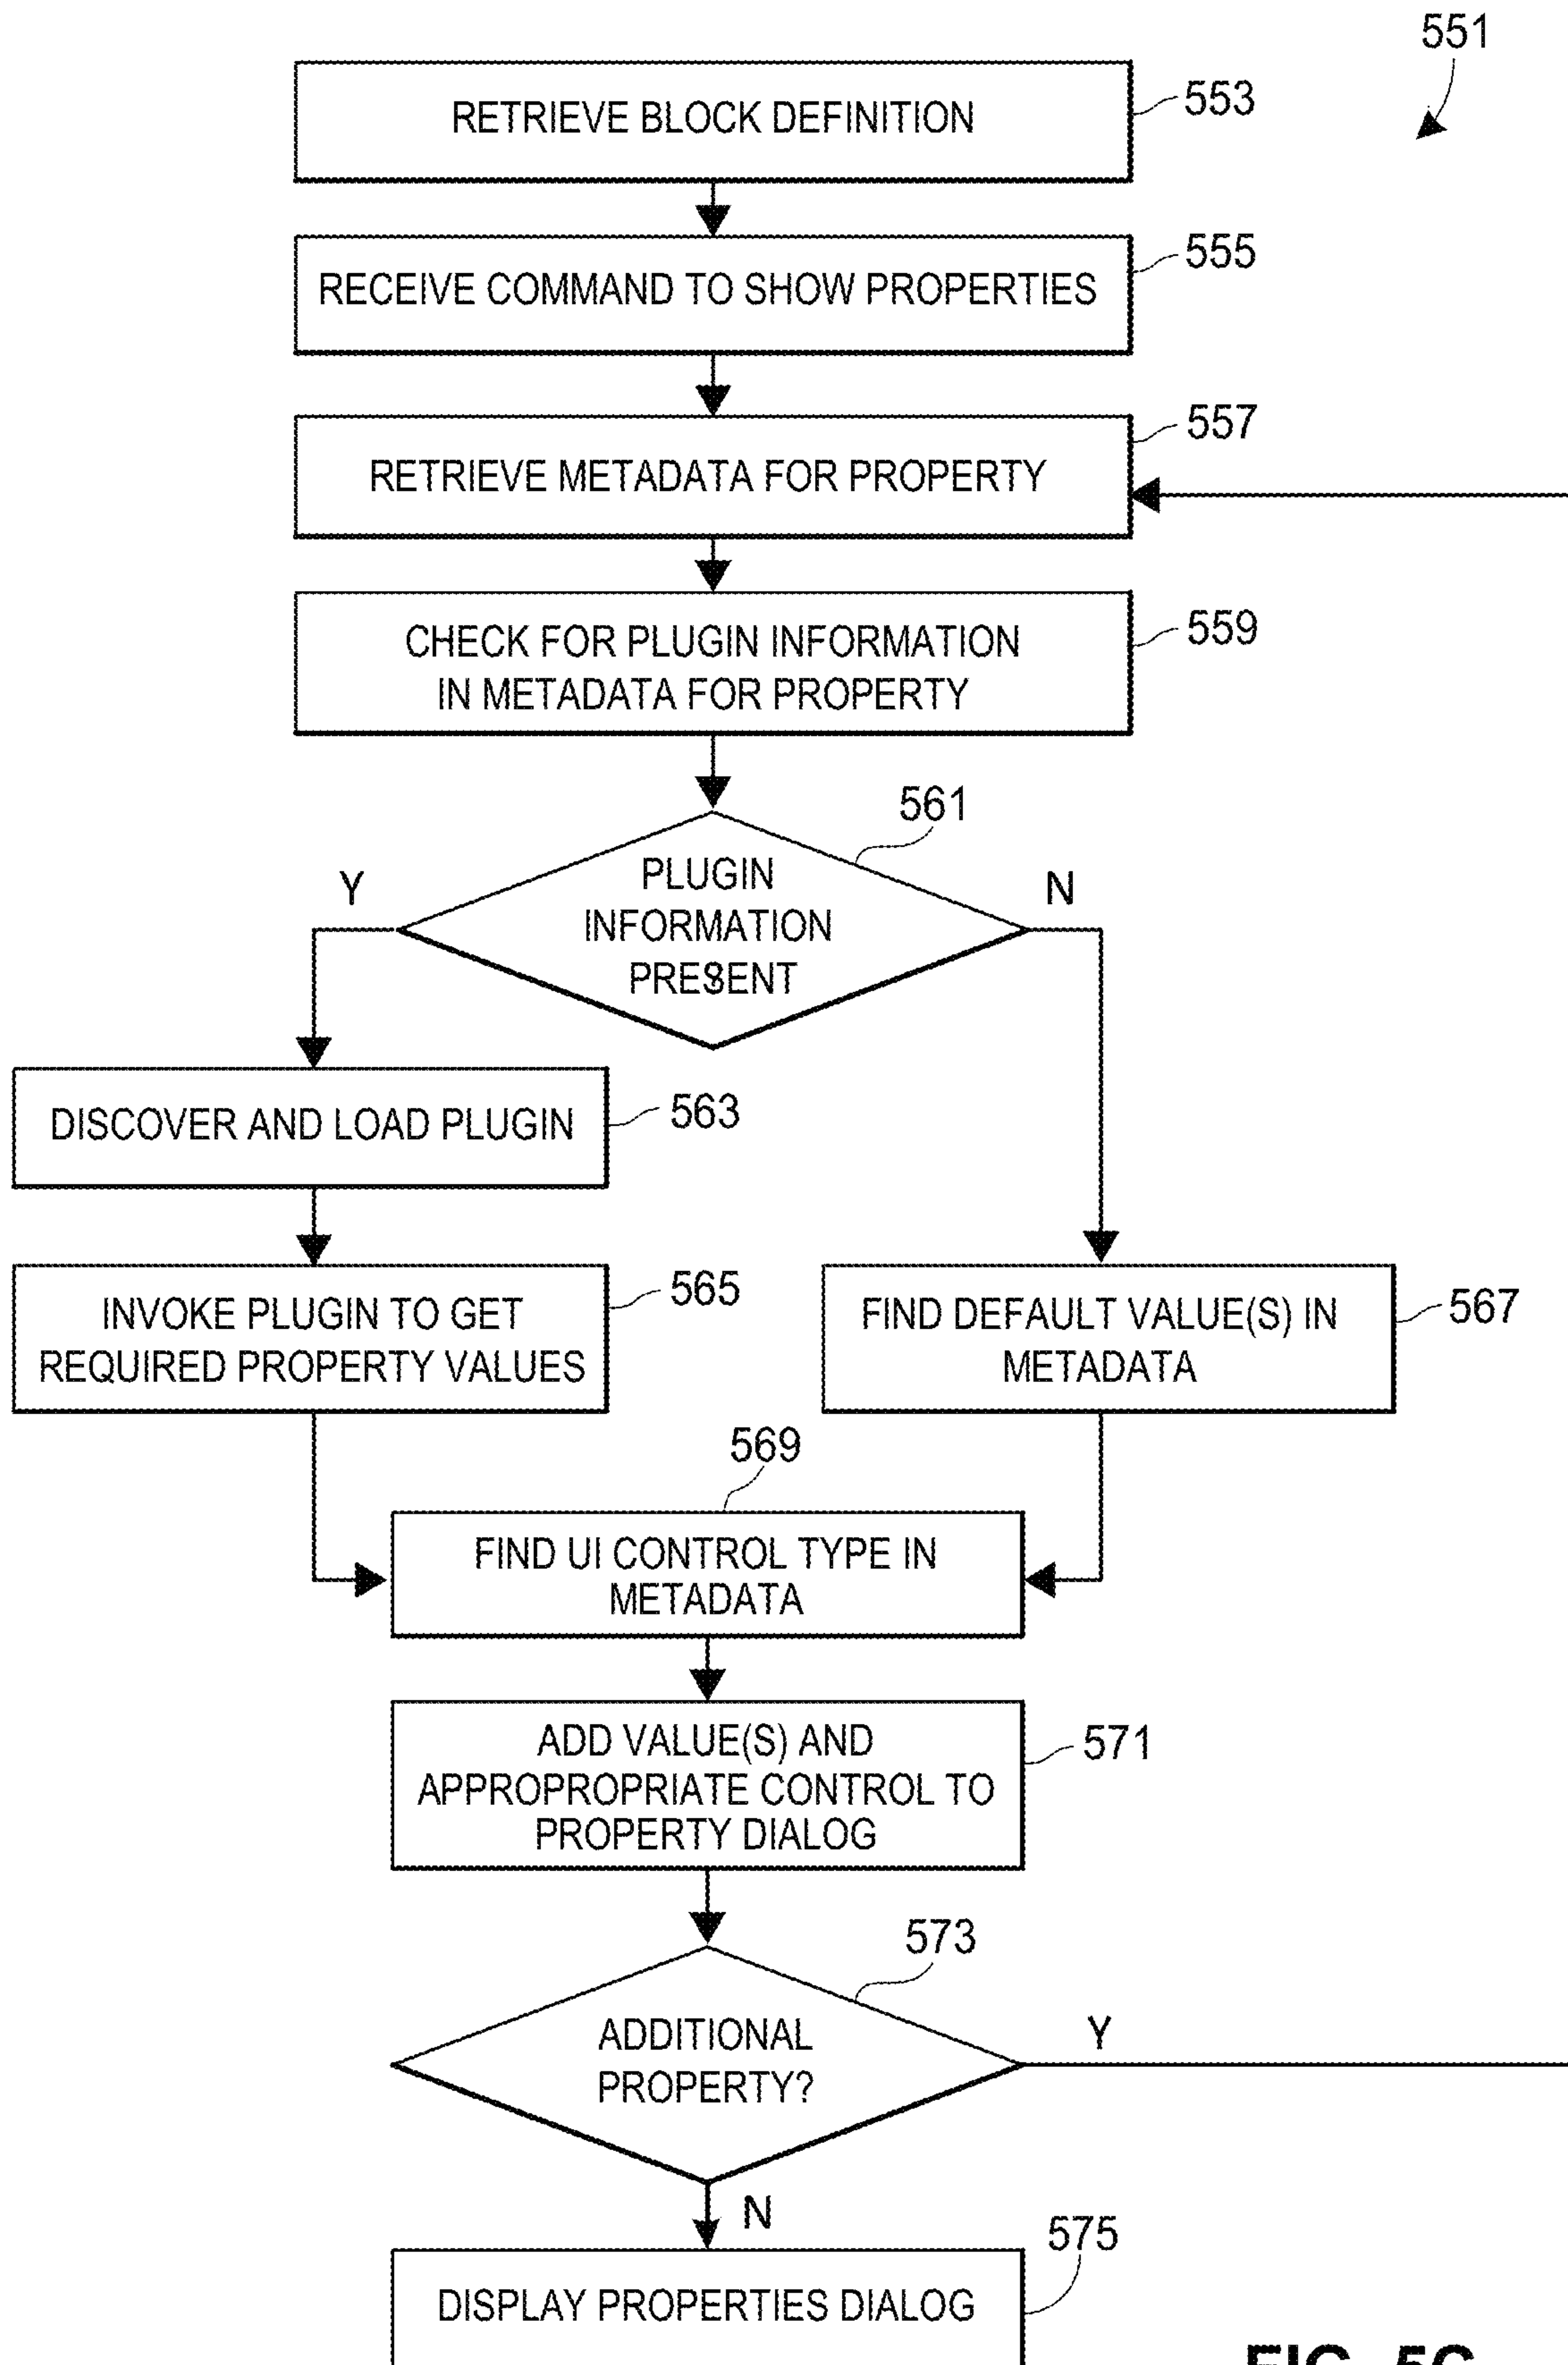 551
RETRIEVE BLOCK DEFINITION
553
RECEIVE COMMAND TO SHOW PROPERTIES
555
RETRIEVE METADATA FOR PROPERTY
557
CHECK FOR PLUGIN INFORMATION
IN METADATA FOR PROPERTY
559
561
Y
N
PLUGIN
INFORMATION
PRESENT
?
DISCOVER AND LOAD PLUGIN
563
INVOKE PLUGIN TO GET
REQUIRED PROPERTY VALUES
565
FIND DEFAULT VALUE(S) IN
METADATA
567
569
FIND UI CONTROL TYPE IN
METADATA
ADD VALUE(S) AND
APPROPROPRIATE CONTROL TO
PROPERTY DIALOG
571
573
ADDITIONAL
PROPERTY?
Y
N
575
DISPLAY PROPERTIES DIALOG
FIG. 5C